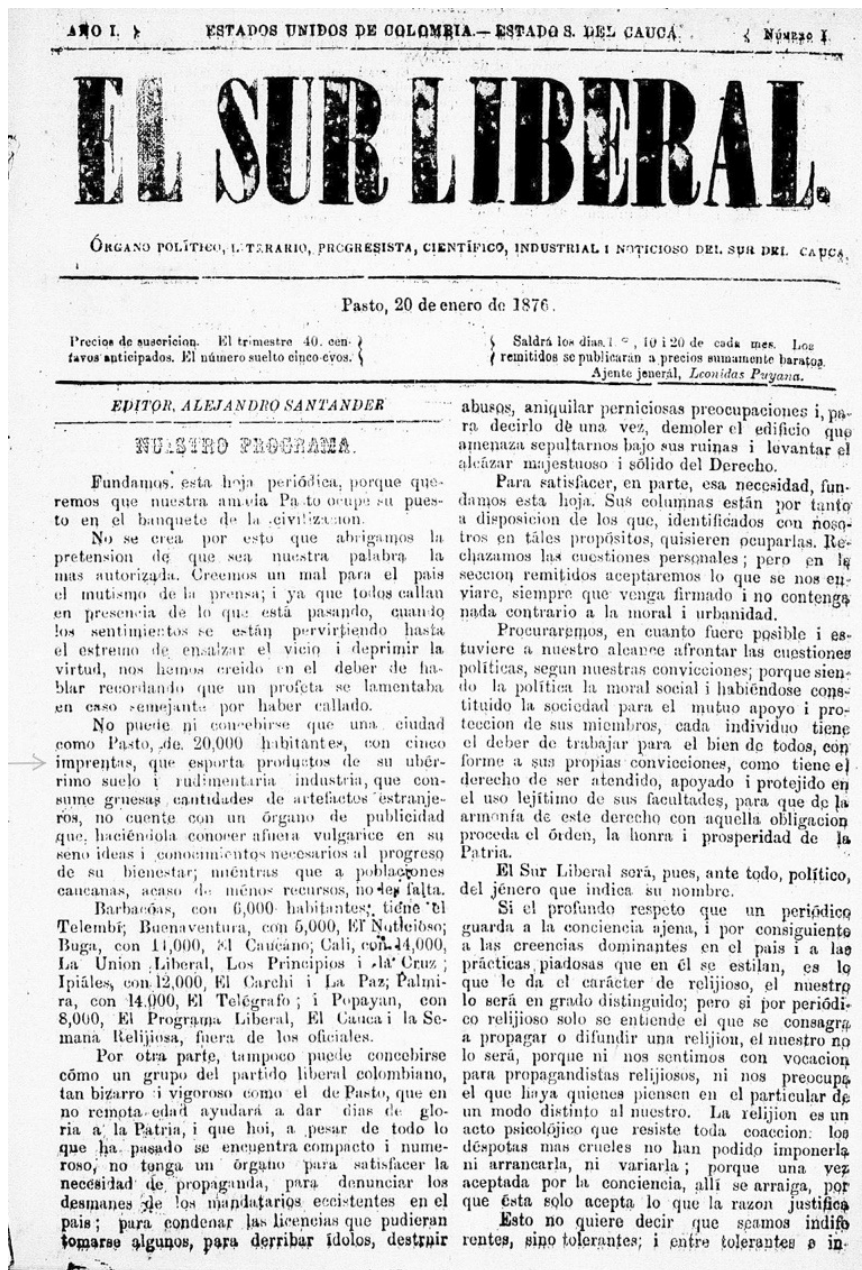 AÑO I.
ESTADOS UNIDOS DE COLOMBIA.— ESTADO S. DEL CAUCA.
NÚMERO 1
EL SUR LIBERAL.
ÓRGANO POLÍTICO, LITERARIO, PROGRESISTA, CIENTÍFICO, INDUSTRIAL I NOTICIOSO DEL SUR DEL CAUCA.
Pasto, 20 de enero de 1876.
Precios de suscricion. El trimestre 40. cen-
tavos anticipados. El número suelto cinco cvos.
Saldrá los dias 1.º, 10 i 20 de cada mes. Los
remitidos se publicarán a precios sumamente baratos.
Ajente jenerál, Leonidas Puyana.
EDITOR, ALEJANDRO SANTANDER
NUESTRO PROGRAMA.
Fundamos esta hoja periódica, porque que-
remos que nuestra amada Pasto ocupe su pues-
to en el banquete de la civilizacion.
No se crea por esto que abrigamos la
pretension de que sea nuestra palabra la
mas autorizada. Creemos un mal para el pais
el mutismo de la prensa; i ya que todos callan
en presencia de lo que está pasando, cuando
los sentimientos se están pervirtiendo hasta
el estremo de ensalzar el vicio i deprimir la
virtud, nos hemos creido en el deber de ha-
blar recordando que un profeta se lamentaba
en caso semejante por haber callado.
No puede ni concebirse que una ciudad
como Pasto, de 20,000 habitantes, con cinco
imprentas, que esporta productos de su ubér-
rimo suelo i rudimentaria industria, que con-
sume gruesas cantidades de artefactos estranje-
ros, no cuente con un órgano de publicidad
que, haciéndola conocer afuera vulgarice en su
seno ideas i conocimientos necesarios al progreso
de su bienestar; miéntras que a poblaciones
caucanas, acaso de ménos recursos, no les falta.
Barbacóas, con 6,000 habitantes, tiene el
Telembí; Buenaventura, con 5,000, El Noticioso;
Buga, con 11,000, El Caucano; Cali, con 14,000,
La Union Liberal, Los Principios i la Cruz;
Ipiáles, con 12,000, El Carchi i La Paz; Palmi-
ra, con 14.000, El Telégrafo; i Popayan, con
8,000, El Programa Liberal, El Cauca i la Se-
mana Relijiosa, fuera de los oficiales.
Por otra parte, tampoco puede concebirse
cómo un grupo del partido liberal colombiano,
tan bizarro i vigoroso como el de Pasto, que en
no remota edad ayudará a dar dias de glo-
ria a la Patria, i que hoi, a pesar de todo lo
que ha pasado se encuentra compacto i nume-
roso, no tenga un órgano para satisfacer la
necesidad de propaganda, para denunciar los
desmanes de los mandatarios eccistentes en el
pais; para condenar las licencias que pudieran
tomarse algunos, para derribar ídolos, destruir
abusos, aniquilar perniciosas preocupaciones i, pa-
ra decirlo de una vez, demoler el edificio que
amenaza sepultarnos bajo sus ruinas i levantar el
alcázar majestuoso i sólido del Derecho.
Para satisfacer, en parte, esa necesidad, fun-
damos esta hoja. Sus columnas están por tanto
a disposicion de los que, identificados con noso-
tros en táles propósitos, quisieren ocuparlas. Re-
chazamos las cuestiones personales; pero en la
seccion remitidos aceptaremos lo que se nos en-
viare, siempre que venga firmado i no contenga
nada contrario a la moral i urbanidad.
Procuraremos, en cuanto fuere posible i es-
tuviere a nuestro alcance afrontar las cuestiones
políticas, segun nuestras convicciones; porque sien-
do la política la moral social i habiéndose cons-
tituido la sociedad para el mutuo apoyo i pro-
teccion de sus miembros, cada individuo tiene
el deber de trabajar para el bien de todos, con
forme a sus propias convicciones, como tiene el
derecho de ser atendido, apoyado i protejido en
el uso lejítimo de sus facultades, para que de la
armonía de este derecho con aquella obligacion
proceda el órden, la honra i prosperidad de la
Patria.
El Sur Liberal será, pues, ante todo, político,
del jénero que indica su nombre.
Si el profundo respeto que un periódico
guarda a la conciencia ajena, i por consiguiente
a las creencias dominantes en el pais i a las
prácticas piadosas que en él se estilan, es lo
que le da el carácter de relijioso, el nuestro
lo será en grado distinguido; pero si por periódi-
co relijioso solo se entiende el que se consagra
a propagar o difundir una relijion, el nuestro no
lo será, porque ni nos sentimos con vocacion
para propagandistas relijiosos, ni nos preocupa
el que haya quienes piensen en el particular de
un modo distinto al nuestro. La relijion es un
acto psicolójico que resiste toda coaccion: los
déspotas mas crueles no han podido imponerla
ni arrancarla, ni variarla; porque una vez
aceptada por la conciencia, allí se arraiga, por
que ésta solo acepta lo que la razon justifica
Esto no quiere decir que seamos indife
rentes, sino tolerantes; i entre tolerantes e in-